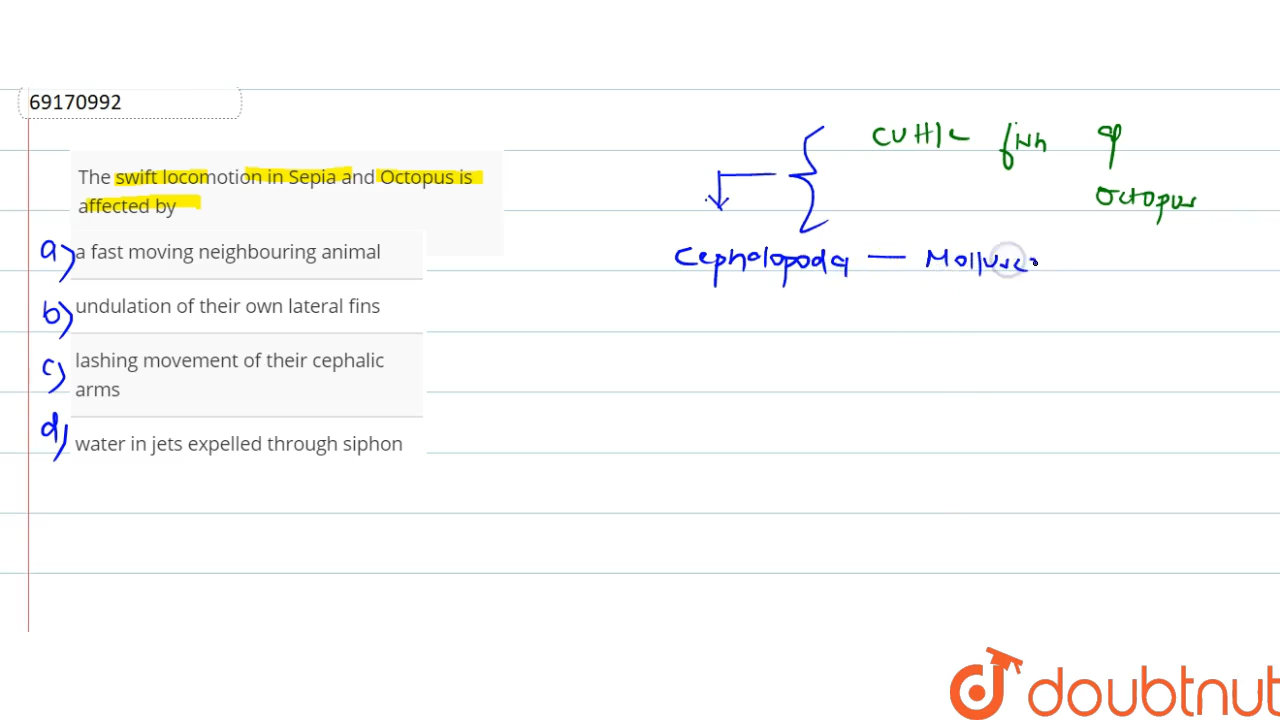 69170992
The swift locomotion in Sepia and Octopus is
affected by
a) a fast moving neighbouring animal
b) undulation of their own lateral fins
c) lashing movement of their cephalic
arms
d) water in jets expelled through siphon
cuttle fish
octopus
Cephalopoda — Mollusca
doubtnut